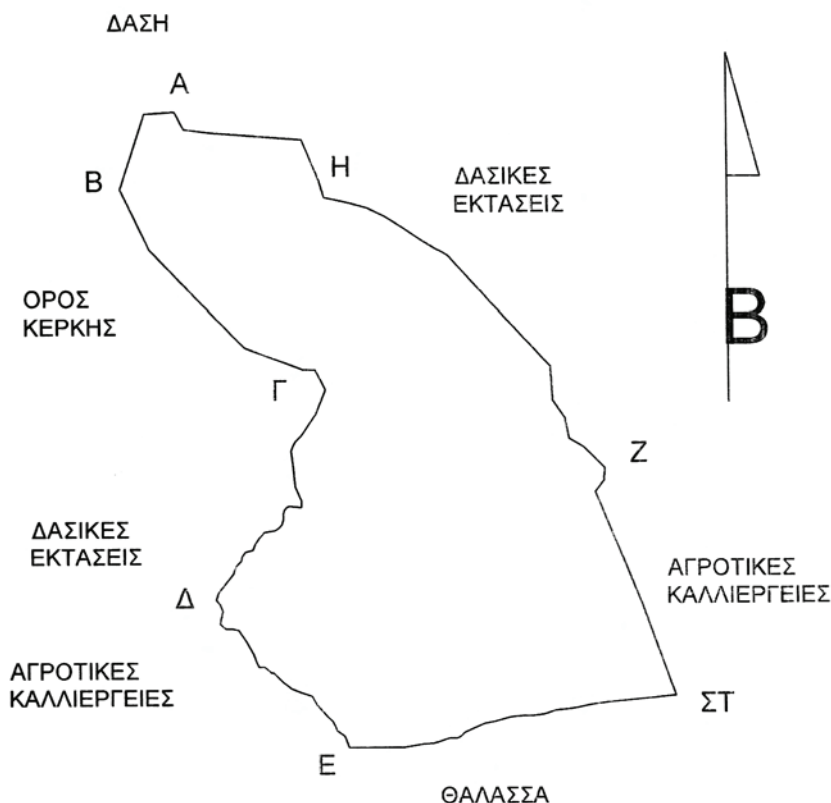 ΔΑΣΗ
Α
Η
Β
ΔΑΣΙΚΕΣ
ΕΚΤΑΣΕΙΣ
ΟΡΟΣ
ΚΕΡΚΗΣ
Β
Γ
Ζ
ΔΑΣΙΚΕΣ
ΕΚΤΑΣΕΙΣ
Δ
ΑΓΡΟΤΙΚΕΣ
ΚΑΛΛΙΕΡΓΕΙΕΣ
ΑΓΡΟΤΙΚΕΣ
ΚΑΛΛΙΕΡΓΕΙΕΣ
ΣΤ
Ε
ΘΑΛΑΣΣΑ